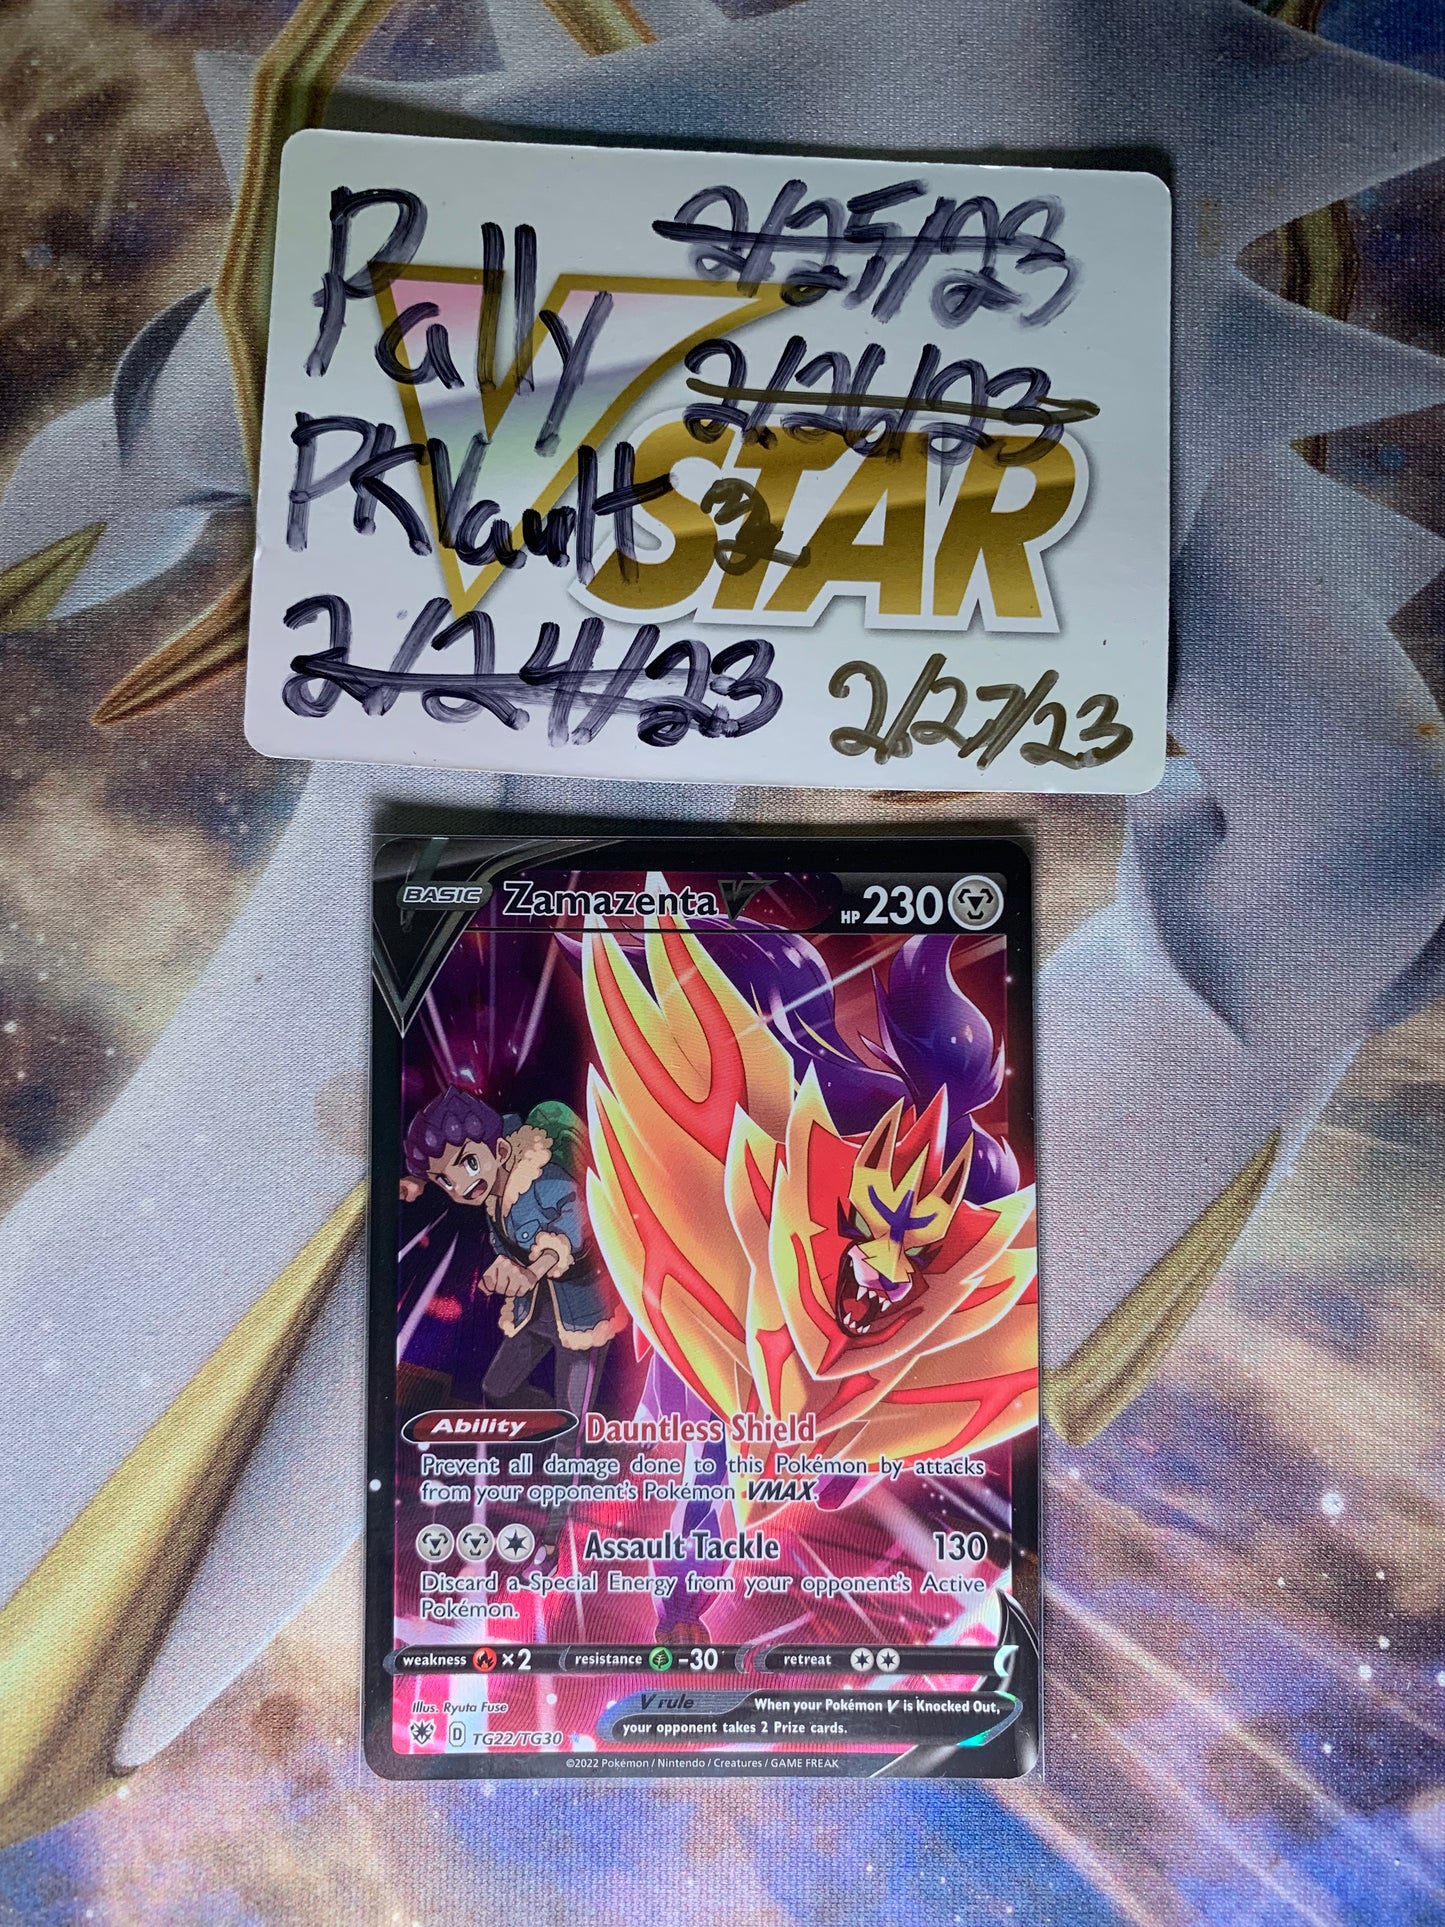 Pally
PKVault
2/24/23
2/25/23
2/26/23
2/27/23
VSTAR
BASIC Zamazenta V HP 230
Ability Dauntless Shield
Prevent all damage done to this Pokémon by attacks
from your opponent's Pokémon VMAX.
Assault Tackle 130
Discard a Special Energy from your opponent's Active
Pokémon.
weakness ×2 resistance -30 retreat
Illus. Ryuta Fuse
V rule When your Pokémon V is Knocked Out,
your opponent takes 2 Prize cards.
D TG22/TG30
©2022 Pokémon / Nintendo / Creatures / GAME FREAK